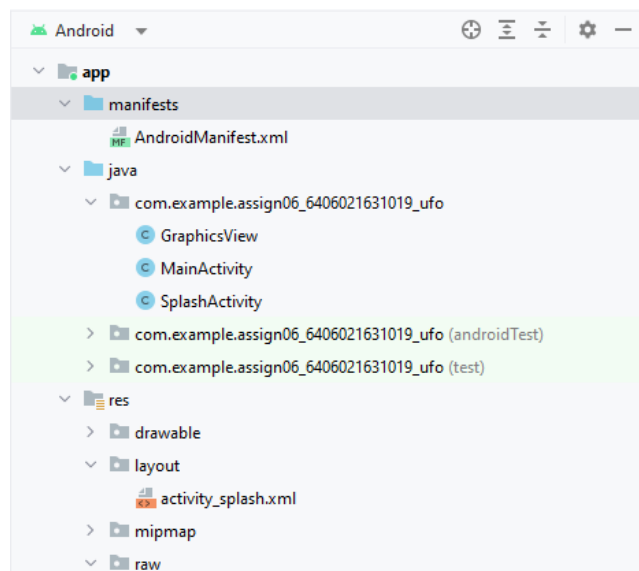 Android
app
manifests
MF AndroidManifest.xml
java
com.example.assign06_6406021631019_ufo
C GraphicsView
C MainActivity
C SplashActivity
com.example.assign06_6406021631019_ufo (androidTest)
com.example.assign06_6406021631019_ufo (test)
res
drawable
layout
<> activity_splash.xml
mipmap
raw